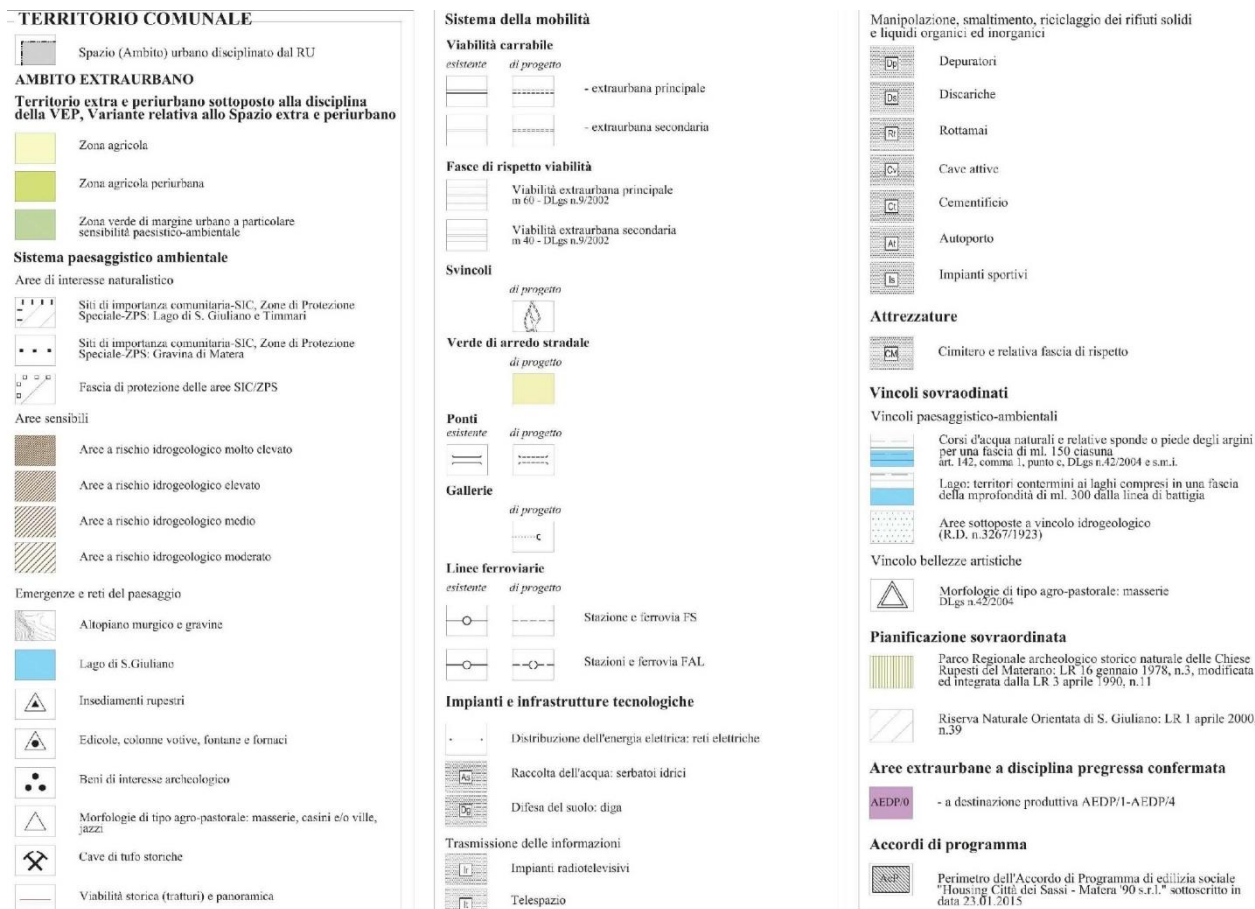 TERRITORIO COMUNALE
Spazio (Ambito) urbano disciplinato dal RU
AMBITO EXTRAURBANO
Territorio extra e periurbano sottoposto alla disciplina
della VEP, Variante relativa allo Spazio extra e periurbano
Zona agricola
Zona agricola periurbana
Zona verde di margine urbano a particolare
sensibilità paesistico-ambientale
Sistema paesaggistico ambientale
Aree di interesse naturalistico
Siti di importanza comunitaria-SIC, Zone di Protezione
Speciale-ZPS: Lago di S. Giuliano e Timmari
Siti di importanza comunitaria-SIC, Zone di Protezione
Speciale-ZPS: Gravina di Matera
Fascia di protezione delle aree SIC/ZPS
Aree sensibili
Aree a rischio idrogeologico molto elevato
Aree a rischio idrogeologico elevato
Aree a rischio idrogeologico medio
Aree a rischio idrogeologico moderato
Emergenze e reti del paesaggio
Altopiano murgico e gravine
Lago di S.Giuliano
Insediamenti rupestri
Edicole, colonne votive, fontane e fornaci
Beni di interesse archeologico
Morfologie di tipo agro-pastorale: masserie, casini e/o ville,
jazzi
Cave di tufo storiche
Viabilità storica (tratturi) e panoramica
Sistema della mobilità
Viabilità carrabile
esistente di progetto
- extraurbana principale
- extraurbana secondaria
Fasce di rispetto viabilità
Viabilità extraurbana principale
m 60 - DLgs n.9/2002
Viabilità extraurbana secondaria
m 40 - DLgs n.9/2002
Svincoli
di progetto
Verde di arredo stradale
di progetto
Ponti
esistente di progetto
Gallerie
di progetto
Linee ferroviarie
esistente di progetto
Stazione e ferrovia FS
Stazioni e ferrovia FAL
Impianti e infrastrutture tecnologiche
Distribuzione dell'energia elettrica: reti elettriche
As Raccolta dell'acqua: serbatoi idrici
Dg Difesa del suolo: diga
Trasmissione delle informazioni
Ir Impianti radiotelevisivi
It Telespazio
Manipolazione, smaltimento, riciclaggio dei rifiuti solidi
e liquidi organici ed inorganici
Dp Depuratori
Ds Discariche
Rt Rottamai
Cv Cave attive
Ct Cementificio
At Autoporto
Is Impianti sportivi
Attrezzature
CM Cimitero e relativa fascia di rispetto
Vincoli sovraodinati
Vincoli paesaggistico-ambientali
Corsi d'acqua naturali e relative sponde o piede degli argini
per una fascia di ml. 150 ciasuna
art. 142, comma 1, punto c, DLgs n.42/2004 e s.m.i.
Lago: territori contermini ai laghi compresi in una fascia
della mprofondità di ml. 300 dalla linea di battigia
Aree sottoposte a vincolo idrogeologico
(R.D. n.3267/1923)
Vincolo bellezze artistiche
Morfologie di tipo agro-pastorale: masserie
DLgs n.42/2004
Pianificazione sovraordinata
Parco Regionale archeologico storico naturale delle Chiese
Rupesti del Materano: LR 16 gennaio 1978, n.3, modificata
ed integrata dalla LR 3 aprile 1990, n.11
Riserva Naturale Orientata di S. Giuliano: LR 1 aprile 2000,
n.39
Aree extraurbane a disciplina pregressa confermata
AEDP/0 - a destinazione produttiva AEDP/1-AEDP/4
Accordi di programma
AcP Perimetro dell'Accordo di Programma di edilizia sociale
"Housing Città dei Sassi - Matera '90 s.r.l." sottoscritto in
data 23.01.2015